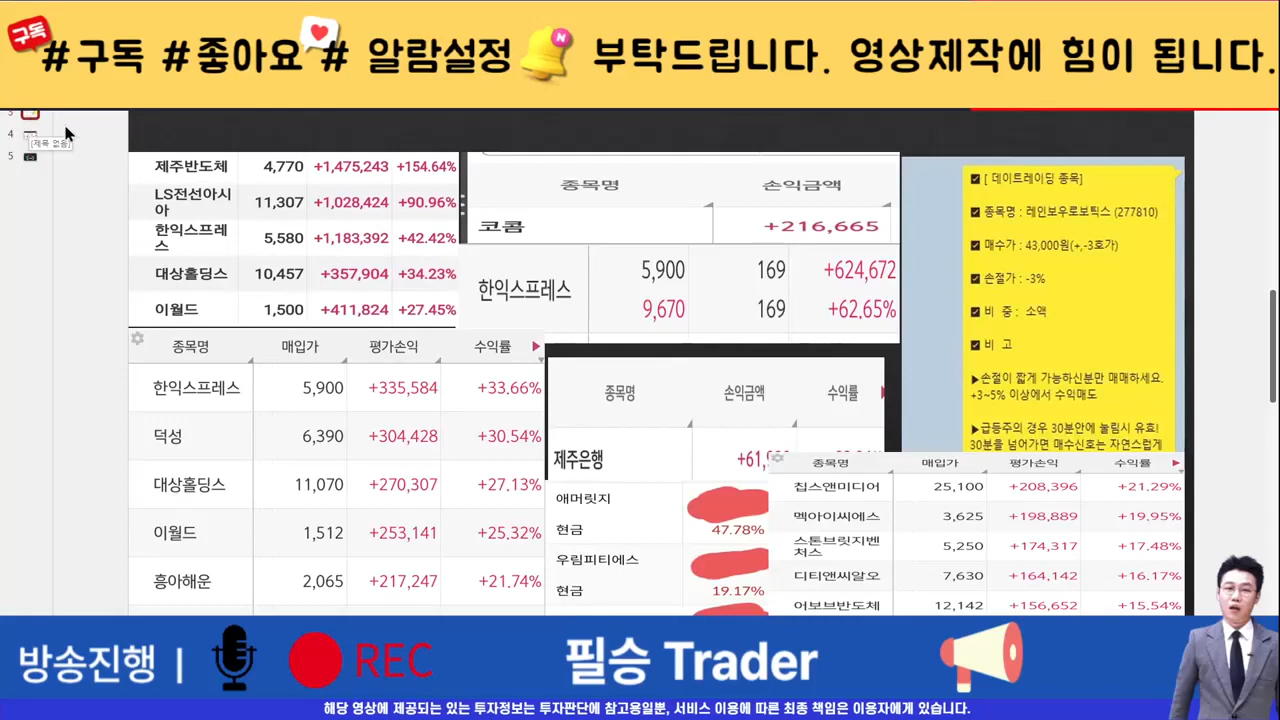 구독
#구독 #좋아요 # 알람설정 N 부탁드립니다. 영상제작에 힘이 됩니다.
3
4
[제목 없음]
5
제주반도체 4,770 +1,475,243 +154.64%
LS전선아시아 11,307 +1,028,424 +90.96%
한익스프레스 5,580 +1,183,392 +42.42%
대상홀딩스 10,457 +357,904 +34.23%
이월드 1,500 +411,824 +27.45%
종목명 손익금액
코콤 +216,665
한익스프레스 5,900 169 +624,672
9,670 169 +62.65%
☑ [ 데이트레이딩 종목]
☑ 종목명 : 레인보우로보틱스 (277810)
☑ 매수가 : 43,000원(+,-3호가)
☑ 손절가 : -3%
☑ 비 중 : 소액
☑ 비 고
▶손절이 짧게 가능하신분만 매매하세요.
+3~5% 이상에서 수익매도
▶급등주의 경우 30분안에 눌림시 유효!
30분을 넘어가면 매수신호는 자연스럽게
종목명 매입가 평가손익 수익률
한익스프레스 5,900 +335,584 +33.66%
덕성 6,390 +304,428 +30.54%
대상홀딩스 11,070 +270,307 +27.13%
이월드 1,512 +253,141 +25.32%
흥아해운 2,065 +217,247 +21.74%
종목명 손익금액 수익률
제주은행
애머릿지
현금 47.78%
우림피티에스
현금 19.17%
종목명 매입가 평가손익 수익률
칩스앤미디어 25,100 +208,396 +21.29%
멕아이씨에스 3,625 +198,889 +19.95%
스톤브릿지벤처스 5,250 +174,317 +17.48%
디티앤씨알오 7,630 +164,142 +16.17%
어보브반도체 12,142 +156,652 +15.54%
방송진행 | REC 필승 Trader
해당 영상에 제공되는 있는 투자정보는 투자판단에 참고용일뿐, 서비스 이용에 따른 최종 책임은 이용자에게 있습니다.